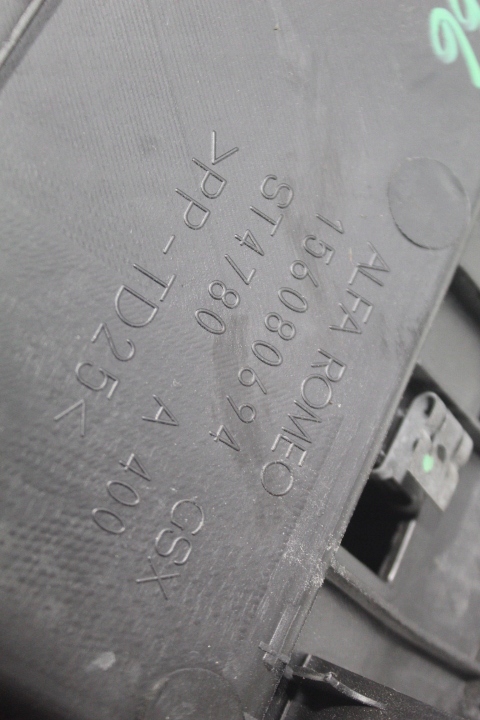 ALFA ROMEO
156080694
ST4780
>PP-TD25<
A 400
GSX